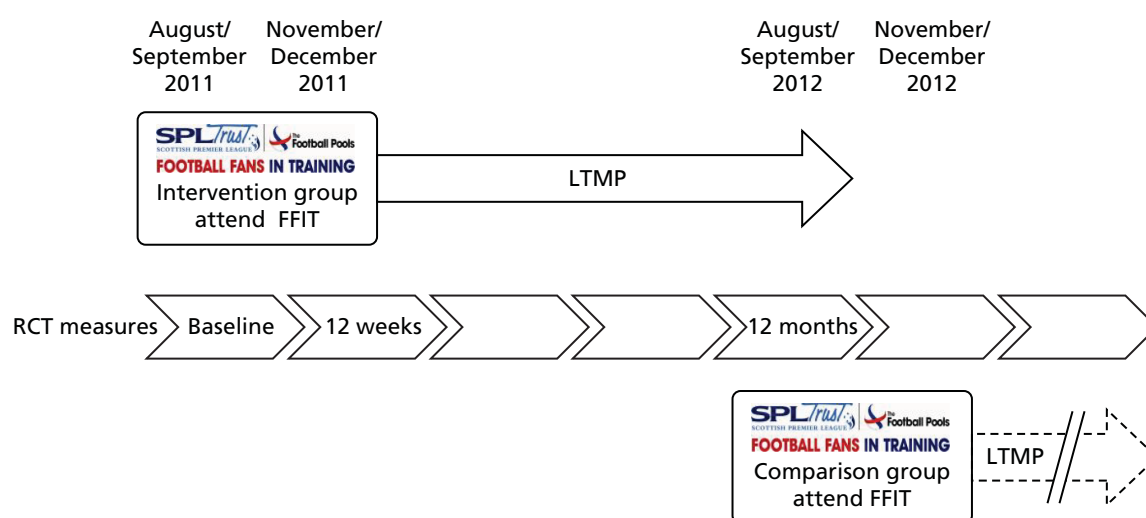 August/
September
2011
November/
December
2011
August/
September
2012
November/
December
2012
SPL Trust
SCOTTISH PREMIER LEAGUE
The
Football Pools
FOOTBALL FANS IN TRAINING
Intervention group
attend FFIT
LTMP
RCT measures
Baseline
12 weeks
12 months
SPL Trust
SCOTTISH PREMIER LEAGUE
The
Football Pools
FOOTBALL FANS IN TRAINING
Comparison group
attend FFIT
LTMP